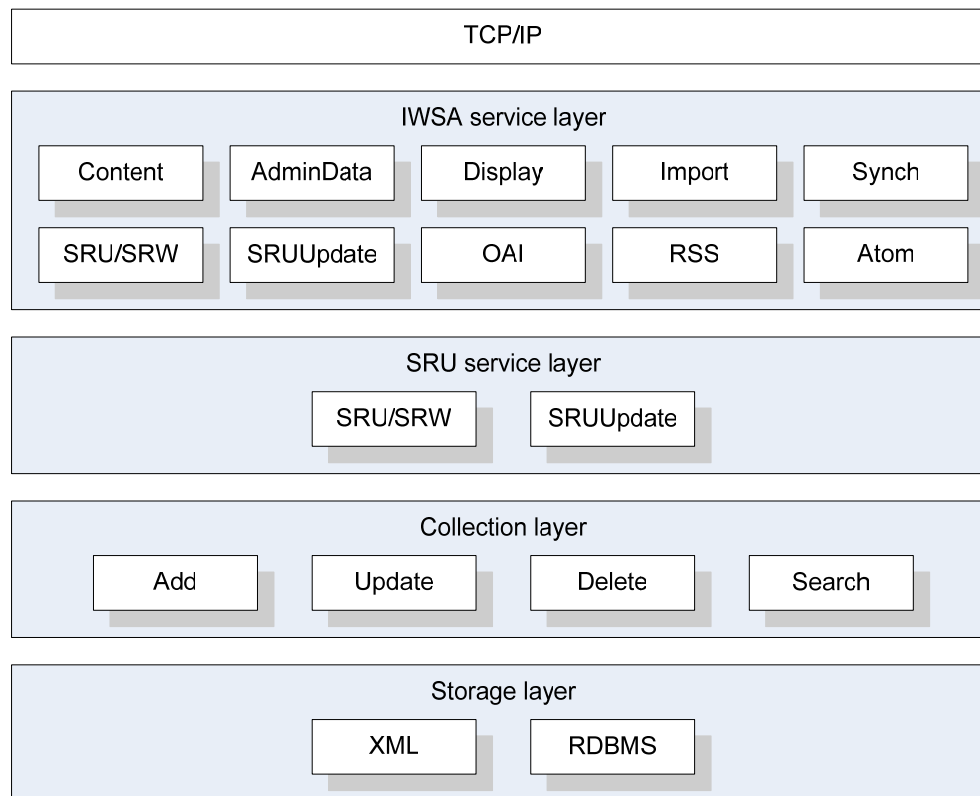 TCP/IP
IWSA service layer
Content AdminData Display Import Synch
SRU/SRW SRUUpdate OAI RSS Atom
SRU service layer
SRU/SRW SRUUpdate
Collection layer
Add Update Delete Search
Storage layer
XML RDBMS